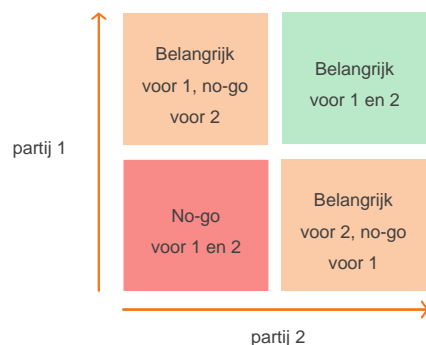 Belangrijk
voor 1, no-go
voor 2
Belangrijk
voor 1 en 2
partij 1
No-go
voor 1 en 2
Belangrijk
voor 2, no-go
voor 1
partij 2